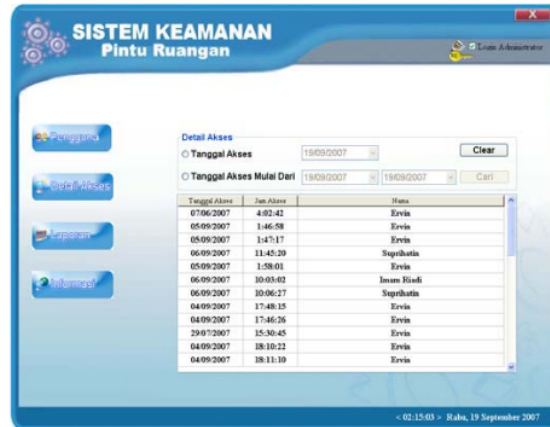 SISTEM KEAMANAN
Pintu Ruangan
Login Administrator
Pengguna
Detail Akses
Laporan
Informasi
Detail Akses
Tanggal Akses 19/09/2007 Clear
Tanggal Akses Mulai Dari 19/09/2007 19/09/2007 Cari
Tanggal Akses Jam Akses Nama
07/06/2007 4:02:42 Ervin
05/09/2007 1:46:58 Ervin
05/09/2007 1:47:17 Ervin
06/09/2007 11:45:20 Suprihatin
05/09/2007 1:58:01 Ervin
06/09/2007 10:03:02 Imam Riadi
06/09/2007 10:06:27 Suprihatin
04/09/2007 17:48:15 Ervin
04/09/2007 17:46:26 Ervin
29/07/2007 15:30:45 Ervin
04/09/2007 18:10:22 Ervin
04/09/2007 18:11:10 Ervin
< 02:15:03 > Rabu, 19 September 2007